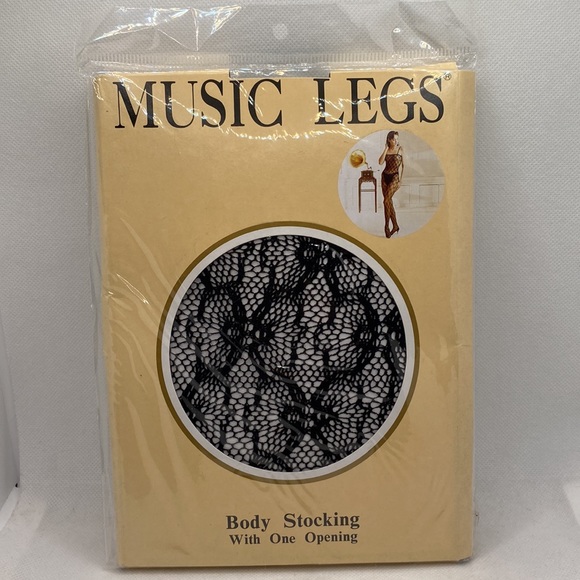 MUSIC LEGS®
Body Stocking
With One Opening